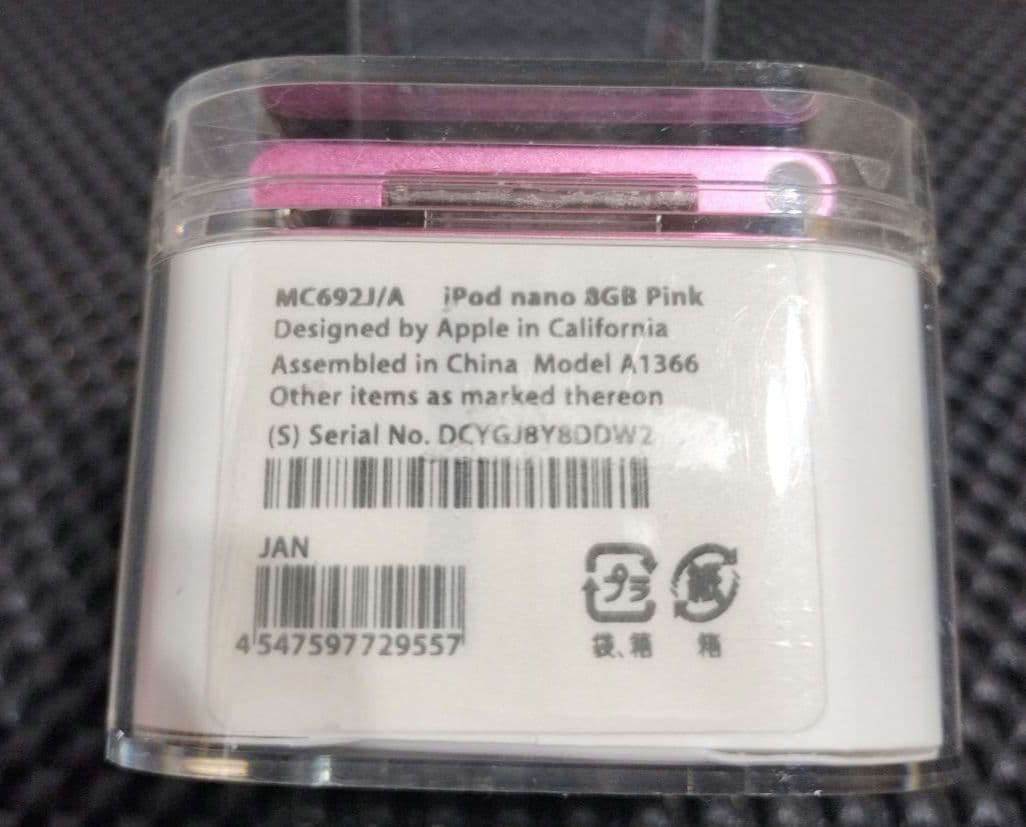 MC692J/A iPod nano 8GB Pink
Designed by Apple in California
Assembled in China Model A1366
Other items as marked thereon
(S) Serial No. DCYGJ8Y8DDW2
JAN
4547597729557
プラ 紙
袋、箱 箱